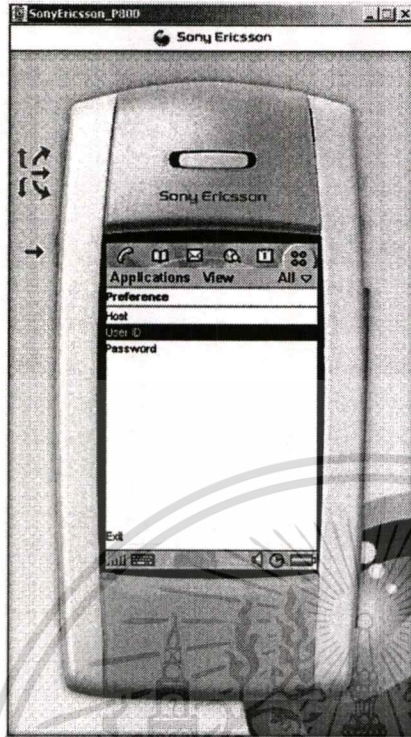 SonyEricsson_P800
Sony Ericsson
Sony Ericsson
Applications View All
Preference
Host
User ID
Password
Exit